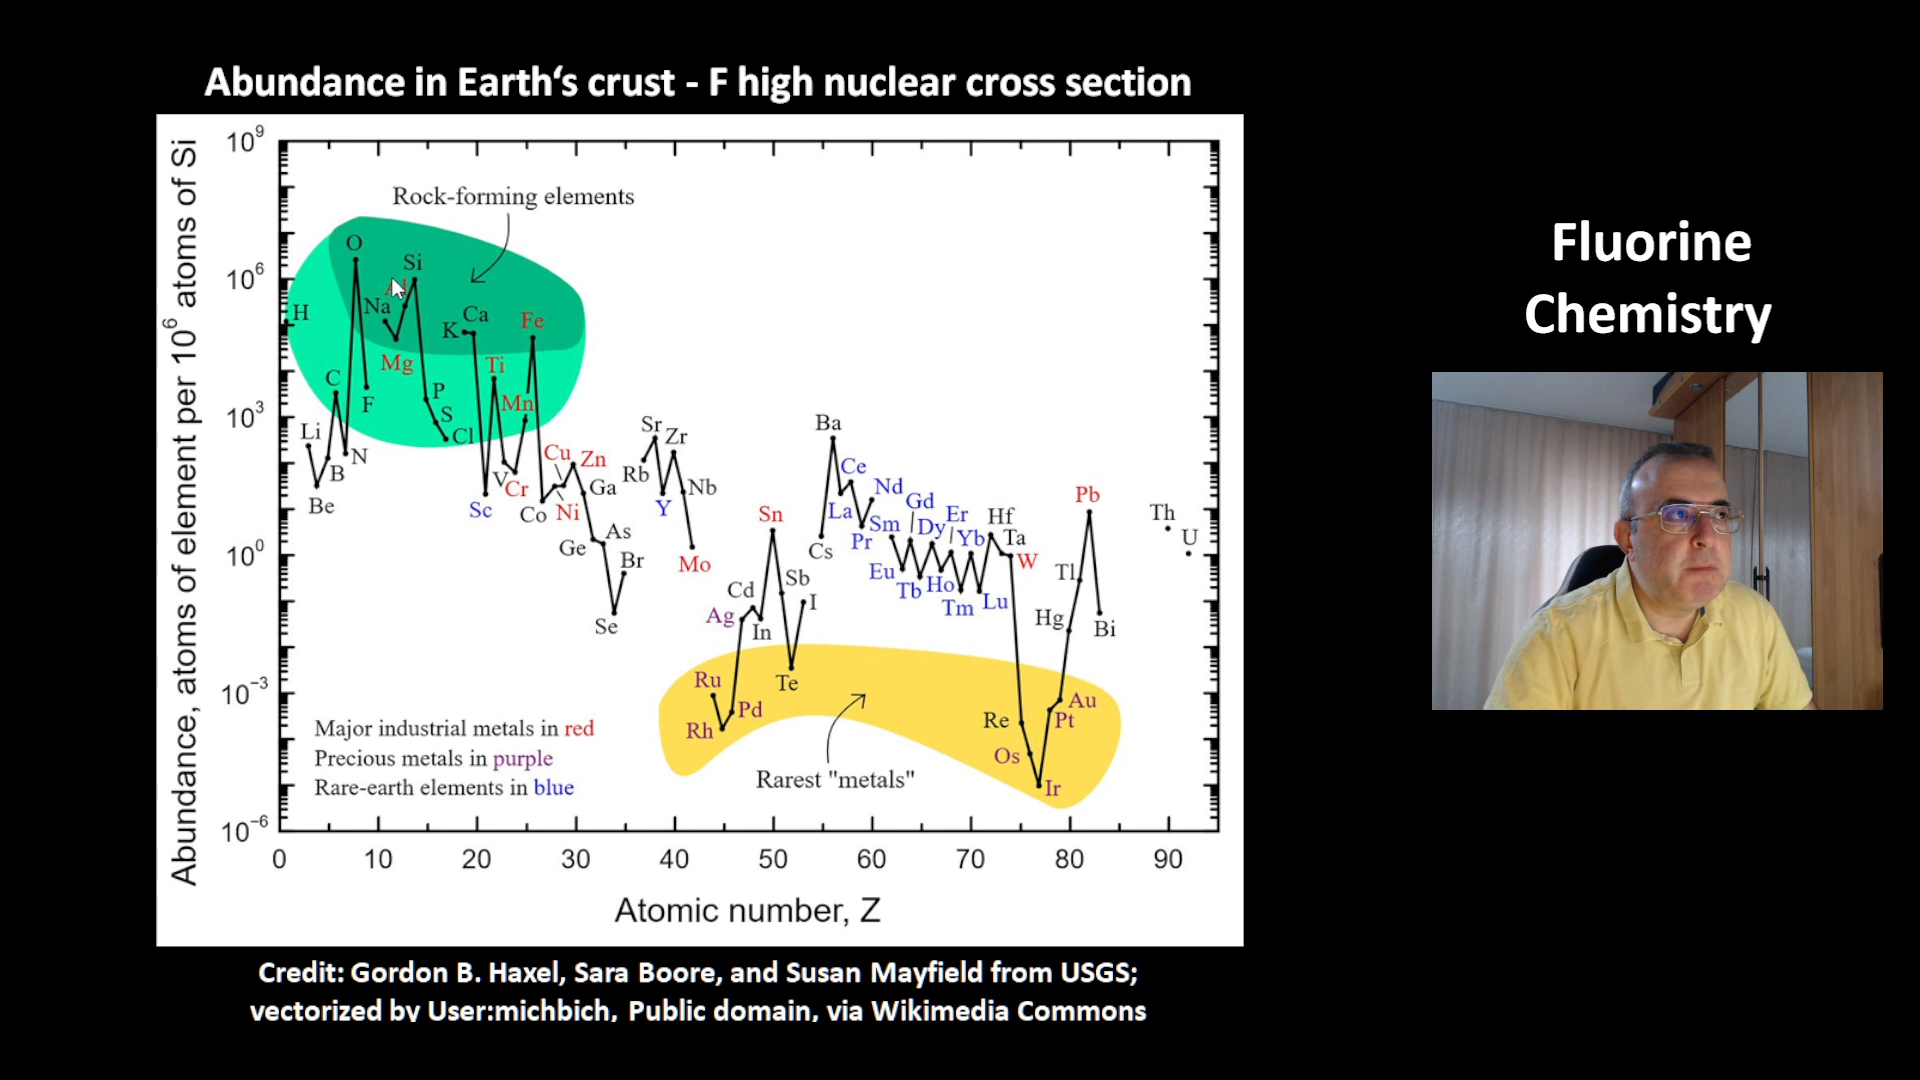 Abundance in Earth‘s crust - F high nuclear cross section
Abundance, atoms of element per 10⁶ atoms of Si
10⁹
10⁶
10³
10⁰
10⁻³
10⁻⁶
Rock-forming elements
H
Li
Be
B
C
N
O
F
Na
Mg
Si
P
S
Cl
K
Ca
Sc
Ti
V
Cr
Mn
Fe
Co
Ni
Cu
Zn
Ga
Ge
As
Se
Br
Rb
Sr
Y
Zr
Nb
Mo
Ru
Rh
Pd
Ag
Cd
In
Sn
Sb
Te
I
Cs
Ba
La
Ce
Pr
Nd
Sm
Eu
Gd
Tb
Dy
Ho
Er
Tm
Yb
Lu
Hf
Ta
W
Re
Os
Ir
Pt
Au
Hg
Tl
Pb
Bi
Th
U
Major industrial metals in red
Precious metals in purple
Rare-earth elements in blue
Rarest "metals"
0 10 20 30 40 50 60 70 80 90
Atomic number, Z
Credit: Gordon B. Haxel, Sara Boore, and Susan Mayfield from USGS;
vectorized by User:michbich, Public domain, via Wikimedia Commons
Fluorine
Chemistry